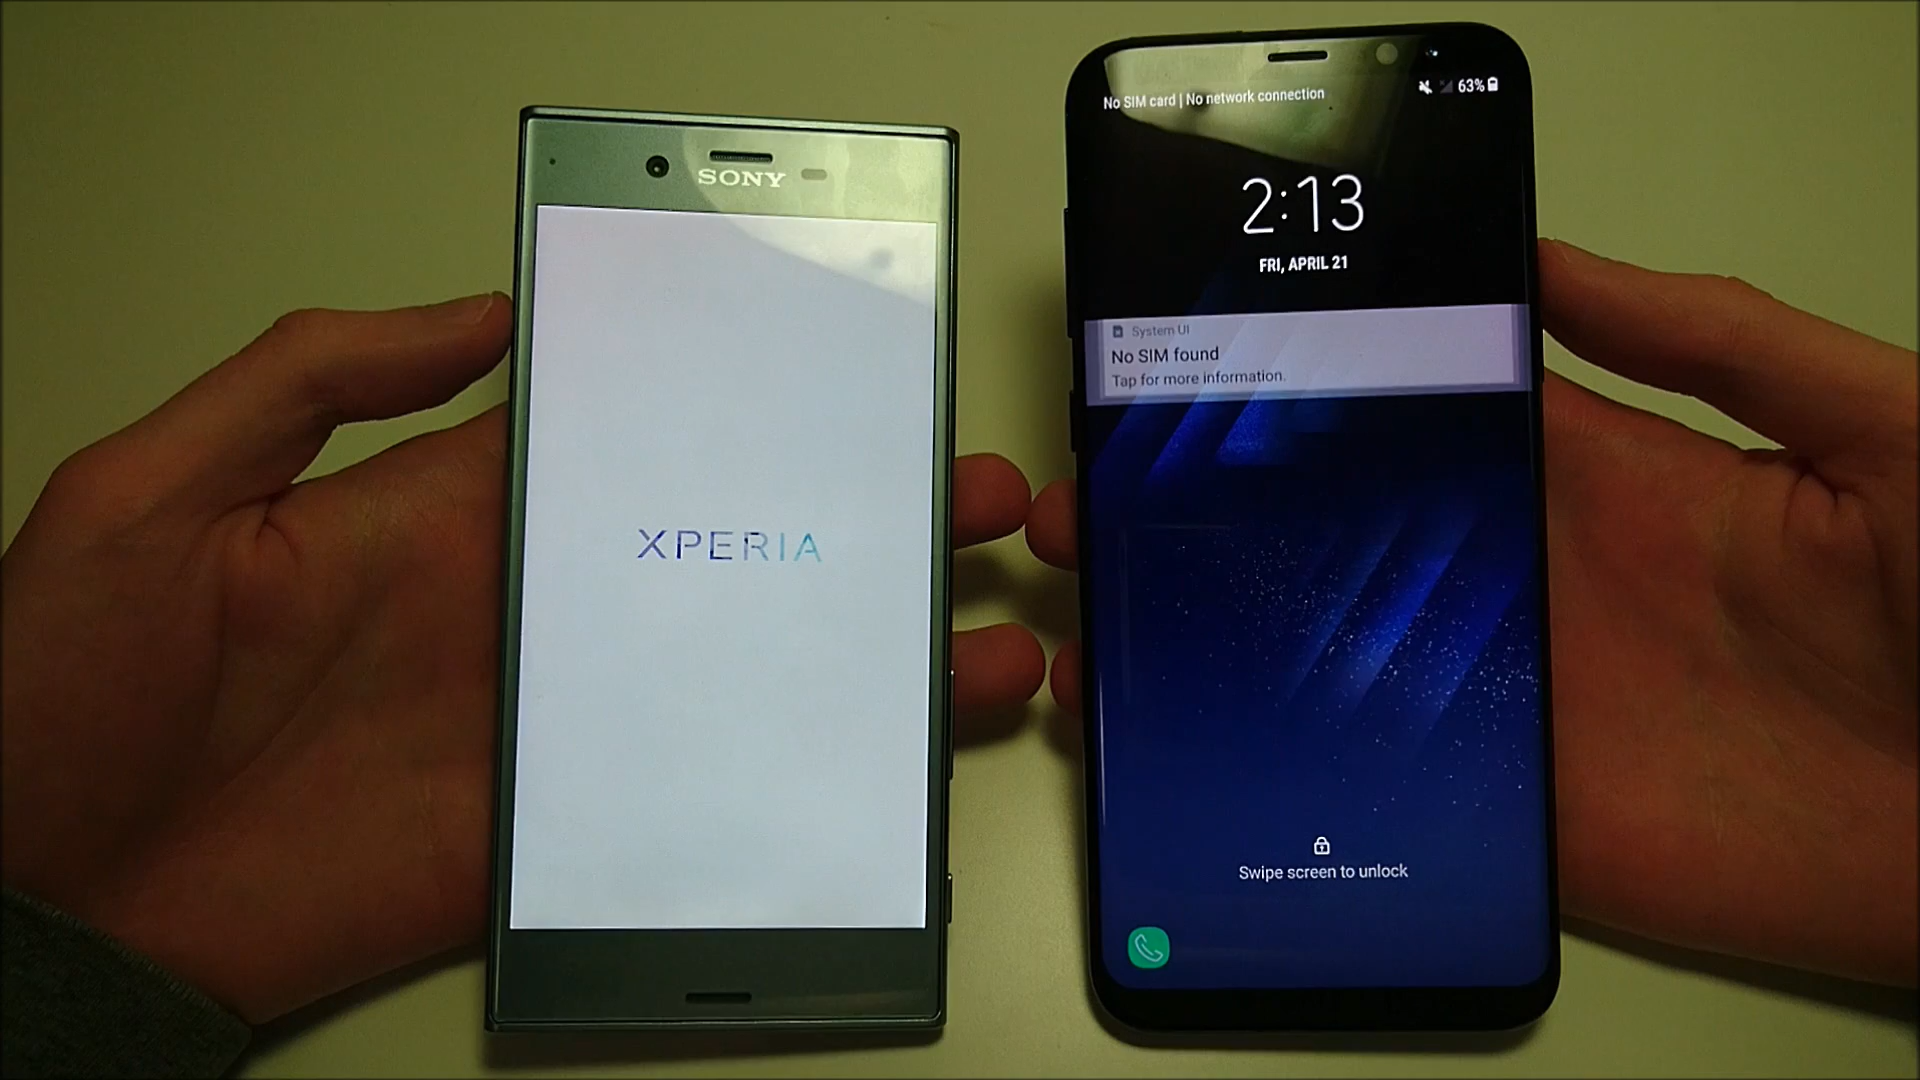 SONY
XPERIA
No SIM card | No network connection
63%
2:13
FRI, APRIL 21
System UI
No SIM found
Tap for more information.
Swipe screen to unlock